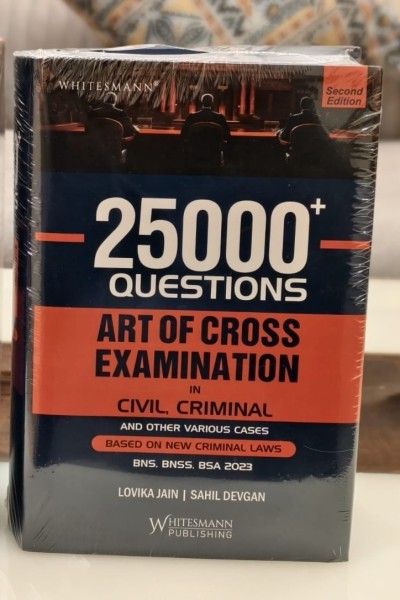 WHITESMANN
Second
Edition
25000+
QUESTIONS
ART OF CROSS
EXAMINATION
IN
CIVIL, CRIMINAL
AND OTHER VARIOUS CASES
BASED ON NEW CRIMINAL LAWS
BNS, BNSS, BSA 2023
LOVIKA JAIN | SAHIL DEVGAN
WHITESMANN
PUBLISHING